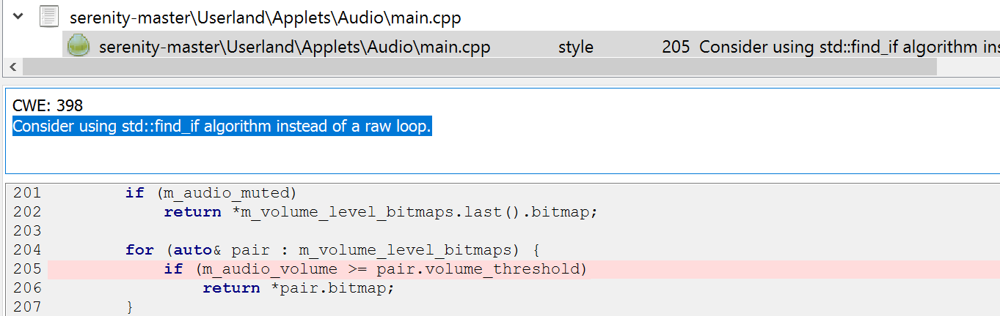 serenity-master\Userland\Applets\Audio\main.cpp
serenity-master\Userland\Applets\Audio\main.cpp style 205 Consider using std::find_if algorithm
CWE: 398
Consider using std::find_if algorithm instead of a raw loop.
201 if (m_audio_muted)
202 return *m_volume_level_bitmaps.last().bitmap;
203
204 for (auto& pair : m_volume_level_bitmaps) {
205 if (m_audio_volume >= pair.volume_threshold)
206 return *pair.bitmap;
207 }